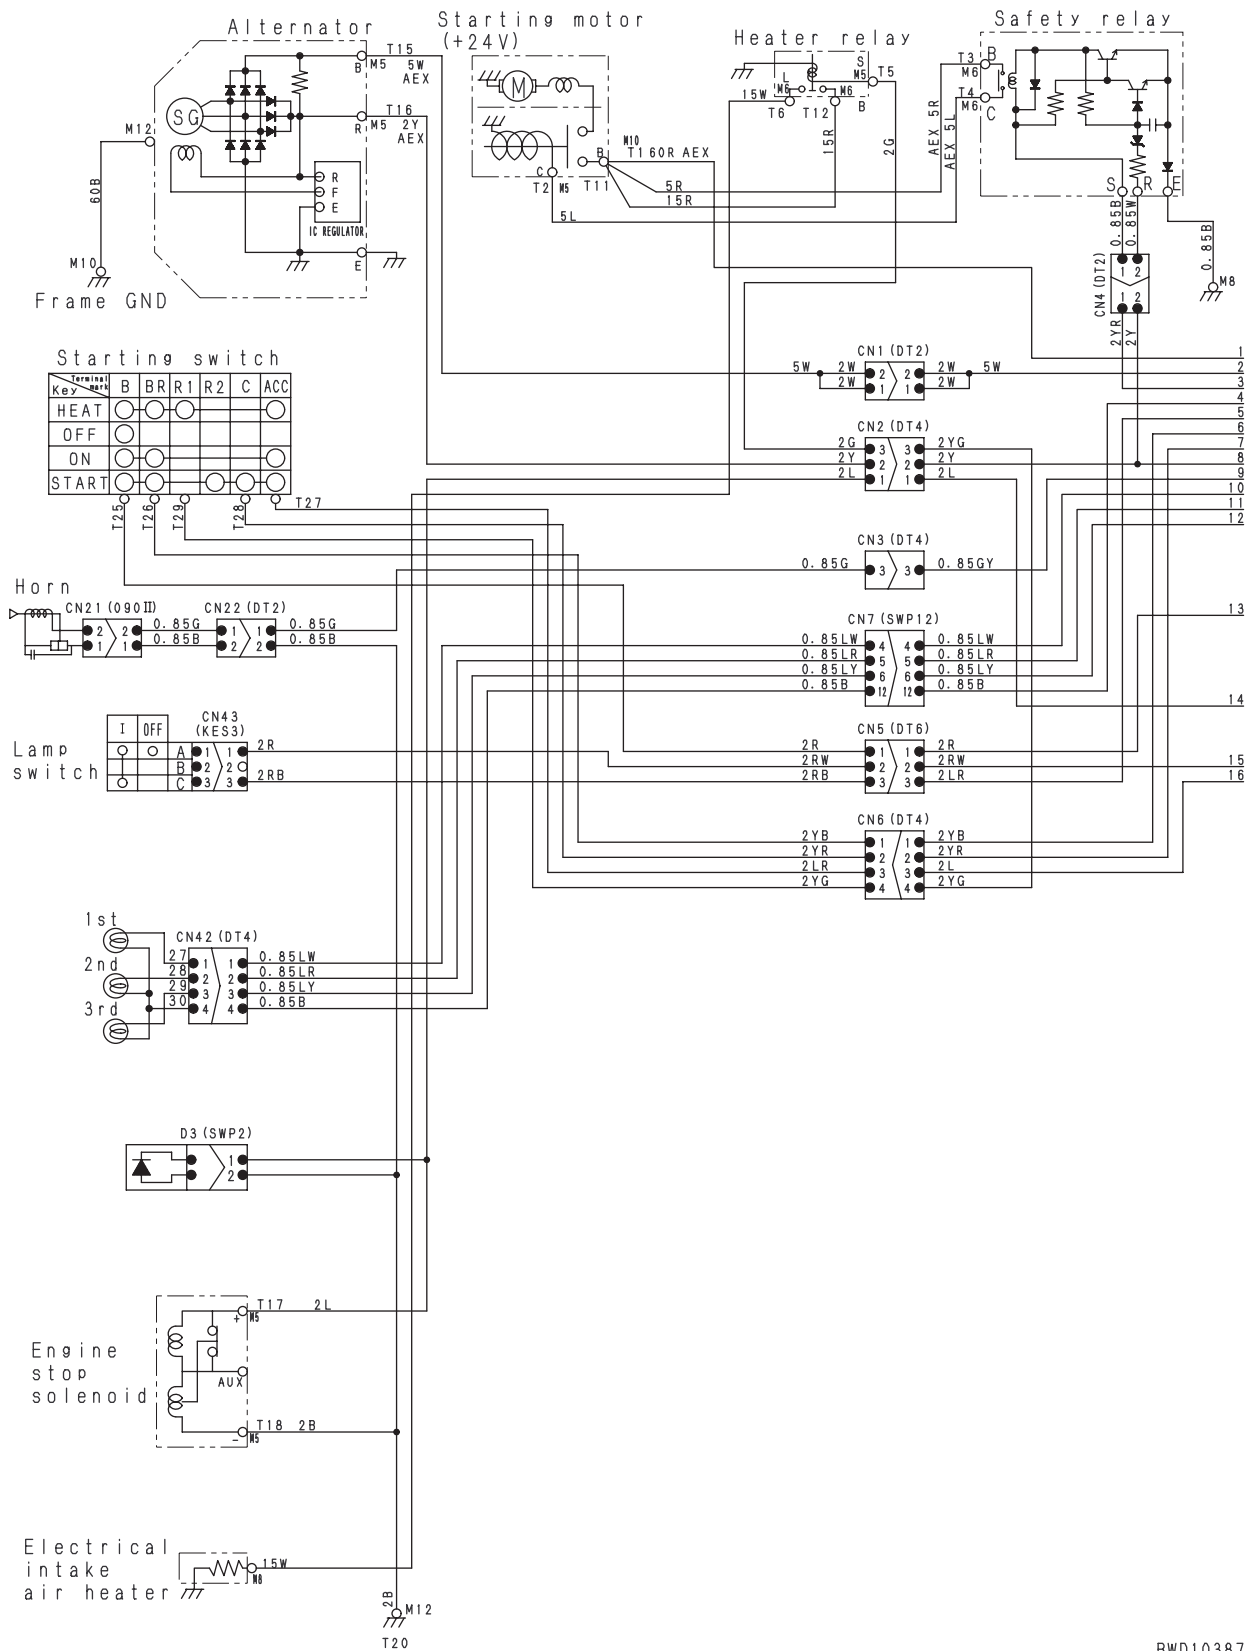 Alternator
Starting motor
(+24V)
Heater relay
Safety relay
T15
5W
AEX
B
M5
T16
2Y
AEX
R
M5
SG
M12
60B
M10
Frame GND
R
F
E
IC REGULATOR
E
M
B
M10
T1 60R AEX
C
T2
M5
T11
5R
15R
5L
S
M5
T5
L
M6
M6
B
15W
T6
T12
15R
2G
AEX 5R
AEX 5L
T3
B
M6
T4
M6
C
S
R
E
0.85B
0.85W
0.85B
M8
CN4(DT2)
1 2
1 2
2YR
2Y
Starting switch
Terminal mark
Key
B BR R1 R2 C ACC
HEAT
OFF
ON
START
T25
T26
T29
T28
T27
CN1(DT2)
5W 2W 2 2 2W 5W
2W 1 1 2W
CN2(DT4)
2G 3 3 2YG
2Y 2 2 2Y
2L 1 1 2L
CN3(DT4)
0.85G 3 3 0.85GY
CN7(SWP12)
0.85LW 4 4 0.85LW
0.85LR 5 5 0.85LR
0.85LY 6 6 0.85LY
0.85B 12 12 0.85B
CN5(DT6)
2R 1 1 2R
2RW 2 2 2RW
2RB 3 3 2LR
CN6(DT4)
2YB 1 1 2YB
2YR 2 2 2YR
2LR 3 3 2L
2YG 4 4 2YG
1
2
3
4
5
6
7
8
9
10
11
12
13
14
15
16
Horn
CN21(090II)
CN22(DT2)
2 2 0.85G 1 1 0.85G
1 1 0.85B 2 2 0.85B
Lamp
switch
I OFF
A
B
C
CN43
(KES3)
1 1 2R
2 2
3 3 2RB
1st
2nd
3rd
CN42(DT4)
27 1 1 0.85LW
28 2 2 0.85LR
29 3 3 0.85LY
30 4 4 0.85B
D3(SWP2)
1
2
Engine
stop
solenoid
T17 2L
+ M5
AUX
T18 2B
- M5
Electrical
intake
air heater
15W
M8
2B
M12
T20
BWD10387